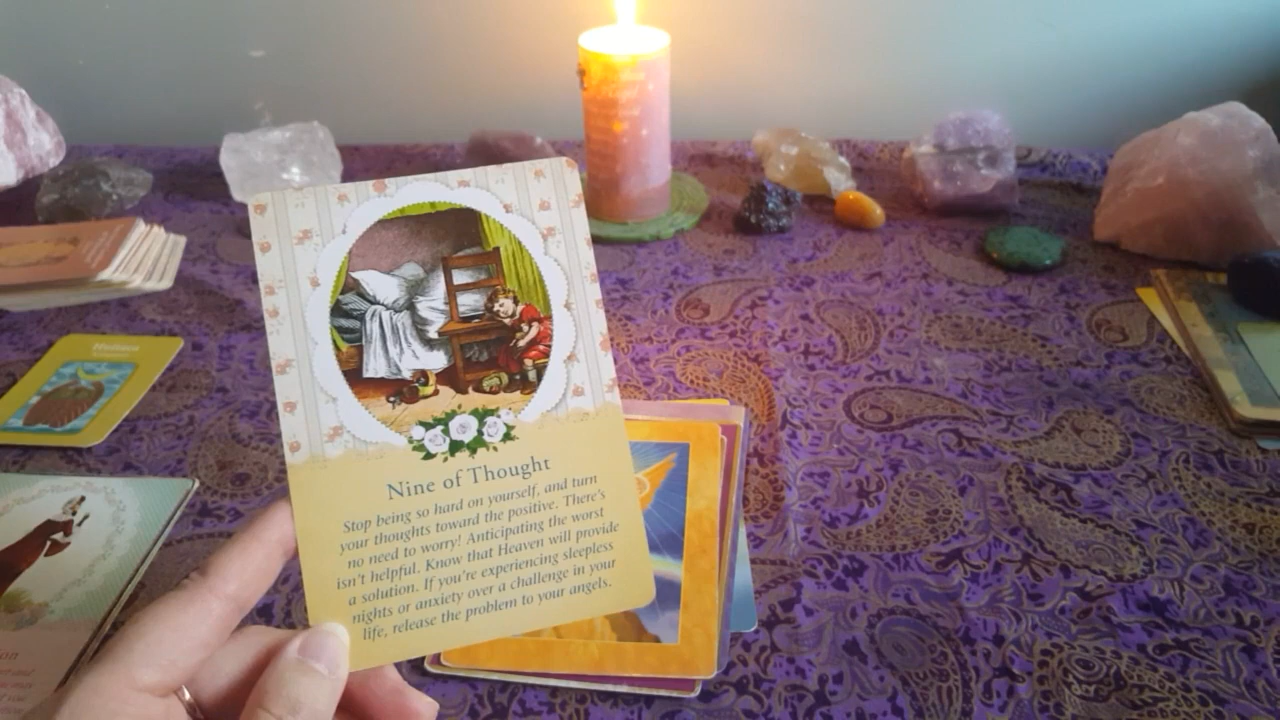 Nine of Thought
Stop being so hard on yourself, and turn
your thoughts toward the positive. There's
no need to worry! Anticipating the worst
isn't helpful. Know that Heaven will provide
a solution. If you're experiencing sleepless
nights or anxiety over a challenge in your
life, release the problem to your angels.